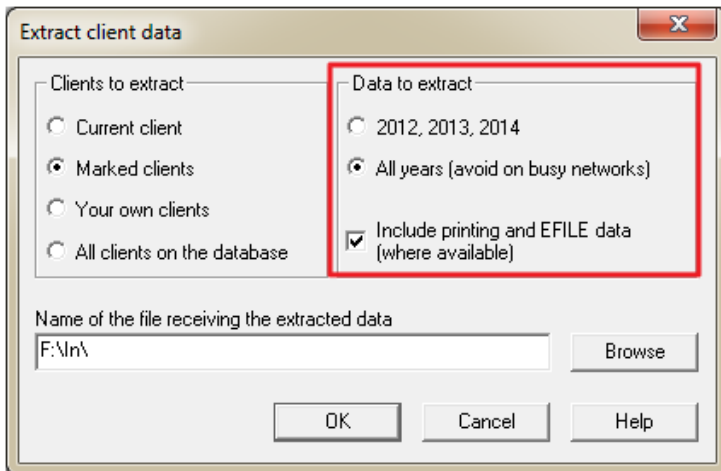 Extract client data
Clients to extract
Current client
Marked clients
Your own clients
All clients on the database
Data to extract
2012, 2013, 2014
All years (avoid on busy networks)
Include printing and EFILE data
(where available)
Name of the file receiving the extracted data
F:\In\
Browse
OK
Cancel
Help